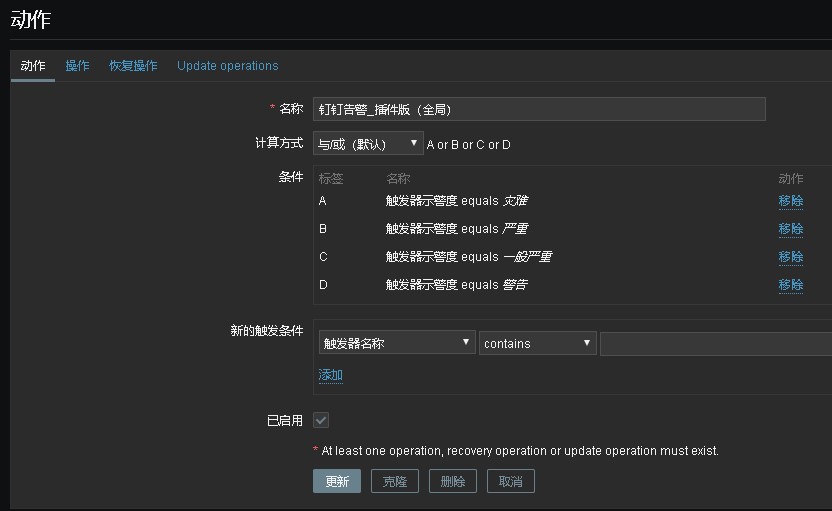 动作
动作 操作 恢复操作 Update operations
* 名称 钉钉告警_插件版（全局）
计算方式 与/或（默认） A or B or C or D
条件 标签 名称 动作
A 触发器示警度 equals 灾难 移除
B 触发器示警度 equals 严重 移除
C 触发器示警度 equals 一般严重 移除
D 触发器示警度 equals 警告 移除
新的触发条件 触发器名称 contains
添加
已启用
* At least one operation, recovery operation or update operation must exist.
更新 克隆 删除 取消